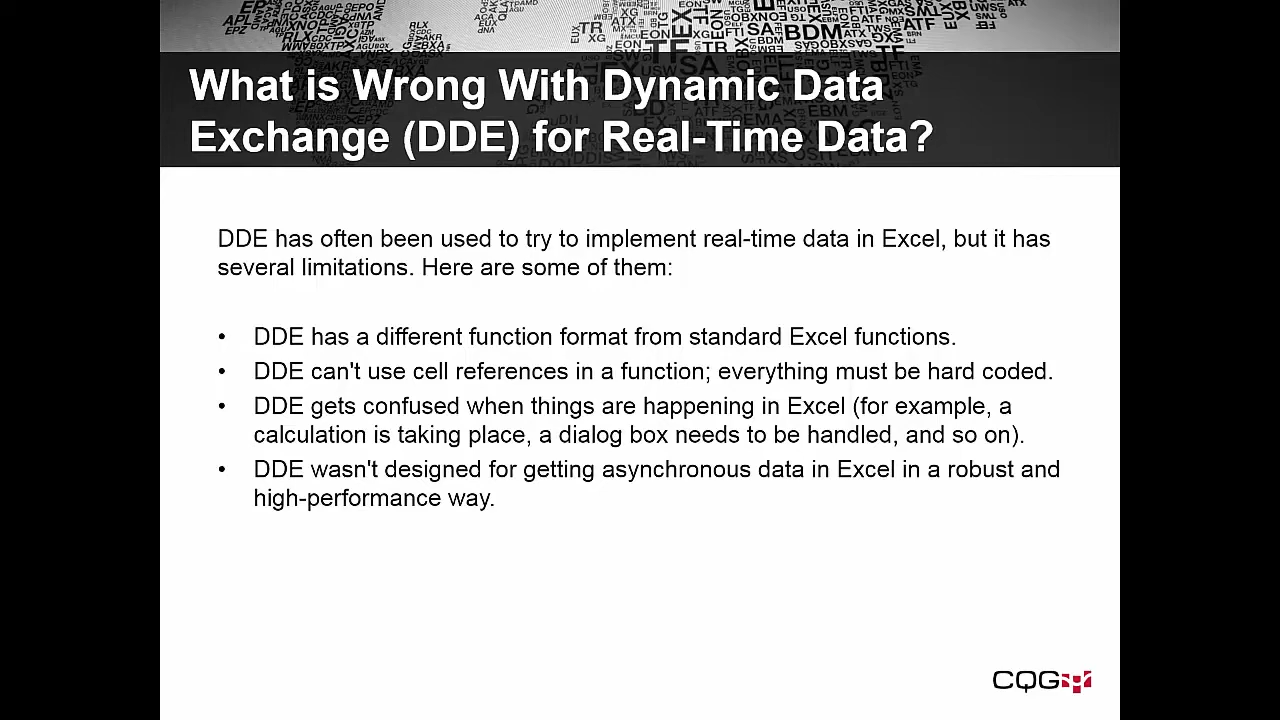 What is Wrong With Dynamic Data
Exchange (DDE) for Real-Time Data?
DDE has often been used to try to implement real-time data in Excel, but it has
several limitations. Here are some of them:
• DDE has a different function format from standard Excel functions.
• DDE can't use cell references in a function; everything must be hard coded.
• DDE gets confused when things are happening in Excel (for example, a
calculation is taking place, a dialog box needs to be handled, and so on).
• DDE wasn't designed for getting asynchronous data in Excel in a robust and
high-performance way.
CQG